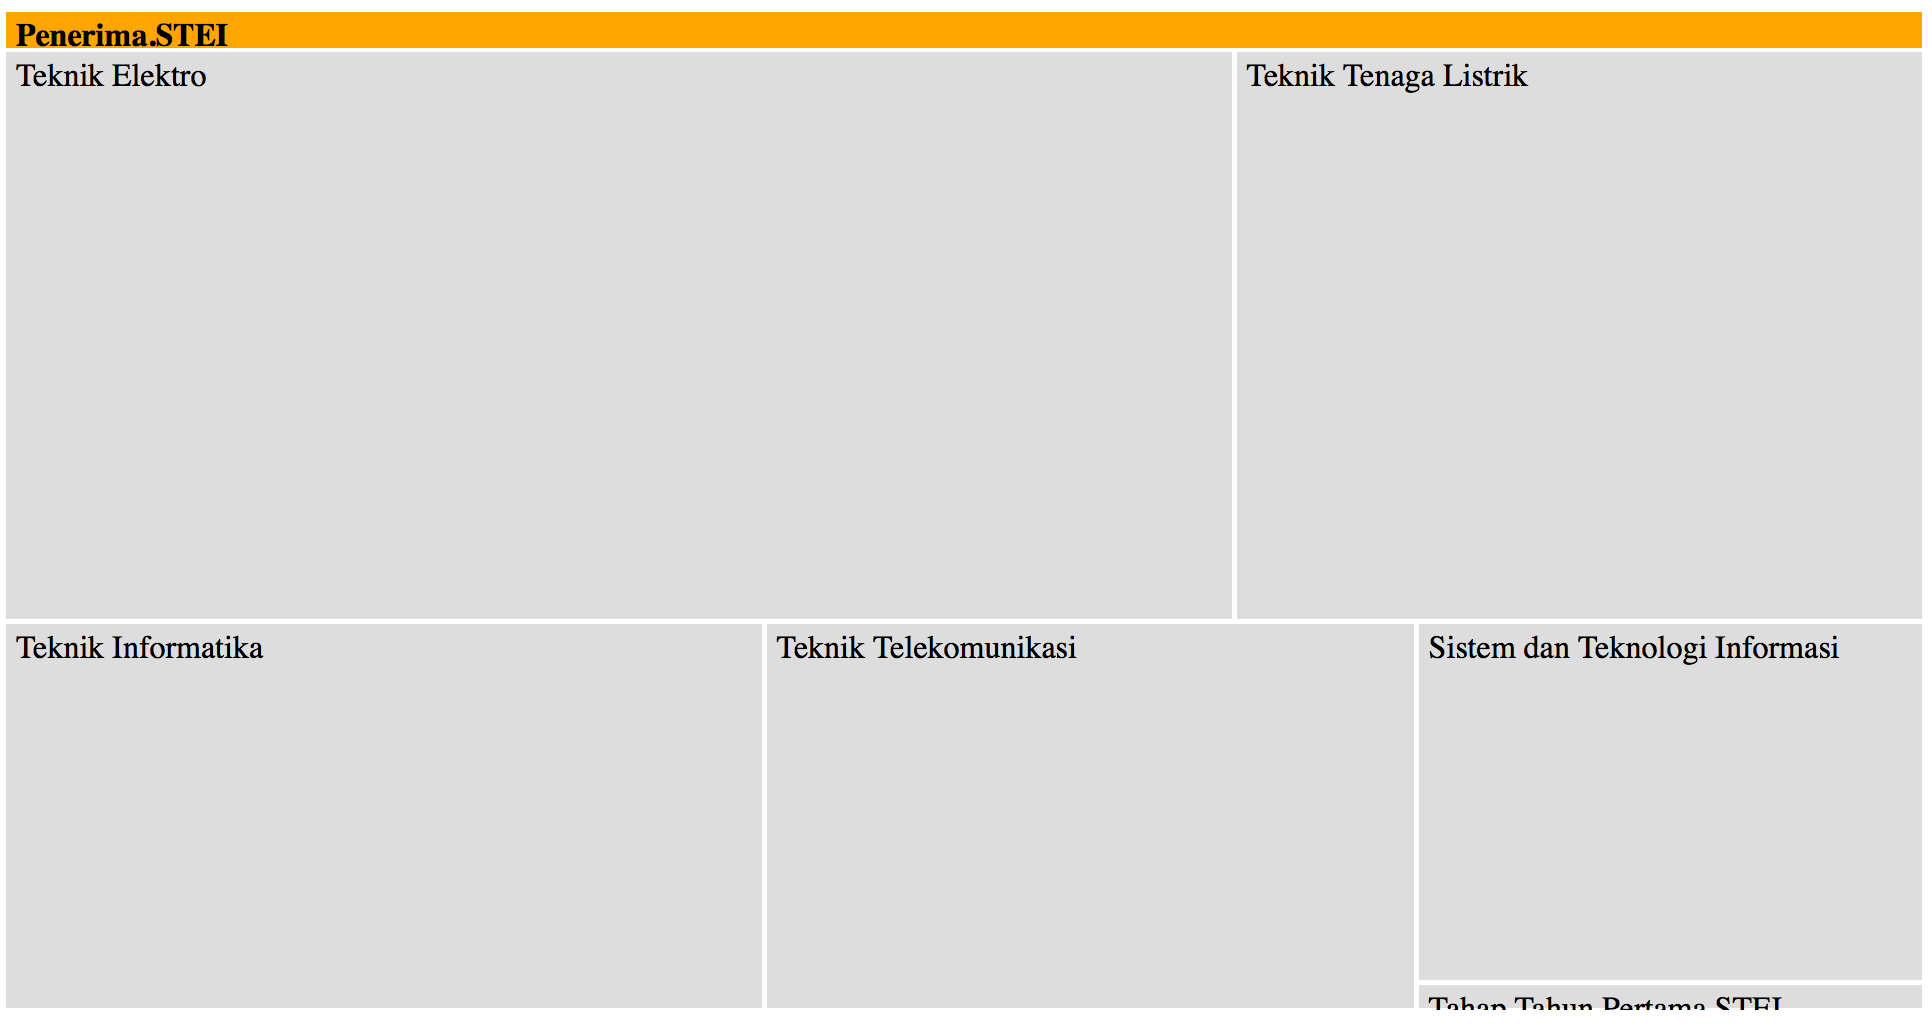 Penerima.STEI
Teknik Elektro
Teknik Tenaga Listrik
Teknik Informatika
Teknik Telekomunikasi
Sistem dan Teknologi Informasi
Tahap Tahun Pertama STEI